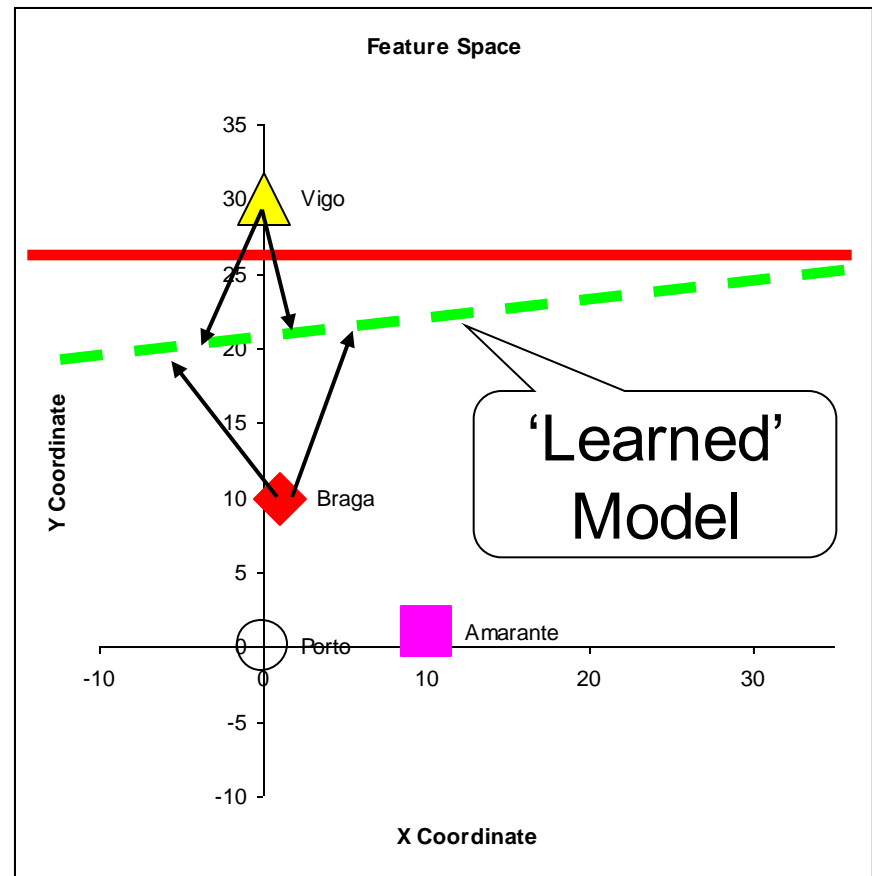 Feature Space
35
30
Vigo
25
20
15
10
Braga
5
0
Porto
Amarante
-10
0
10
20
30
-5
-10
Y Coordinate
X Coordinate
‘Learned’
Model